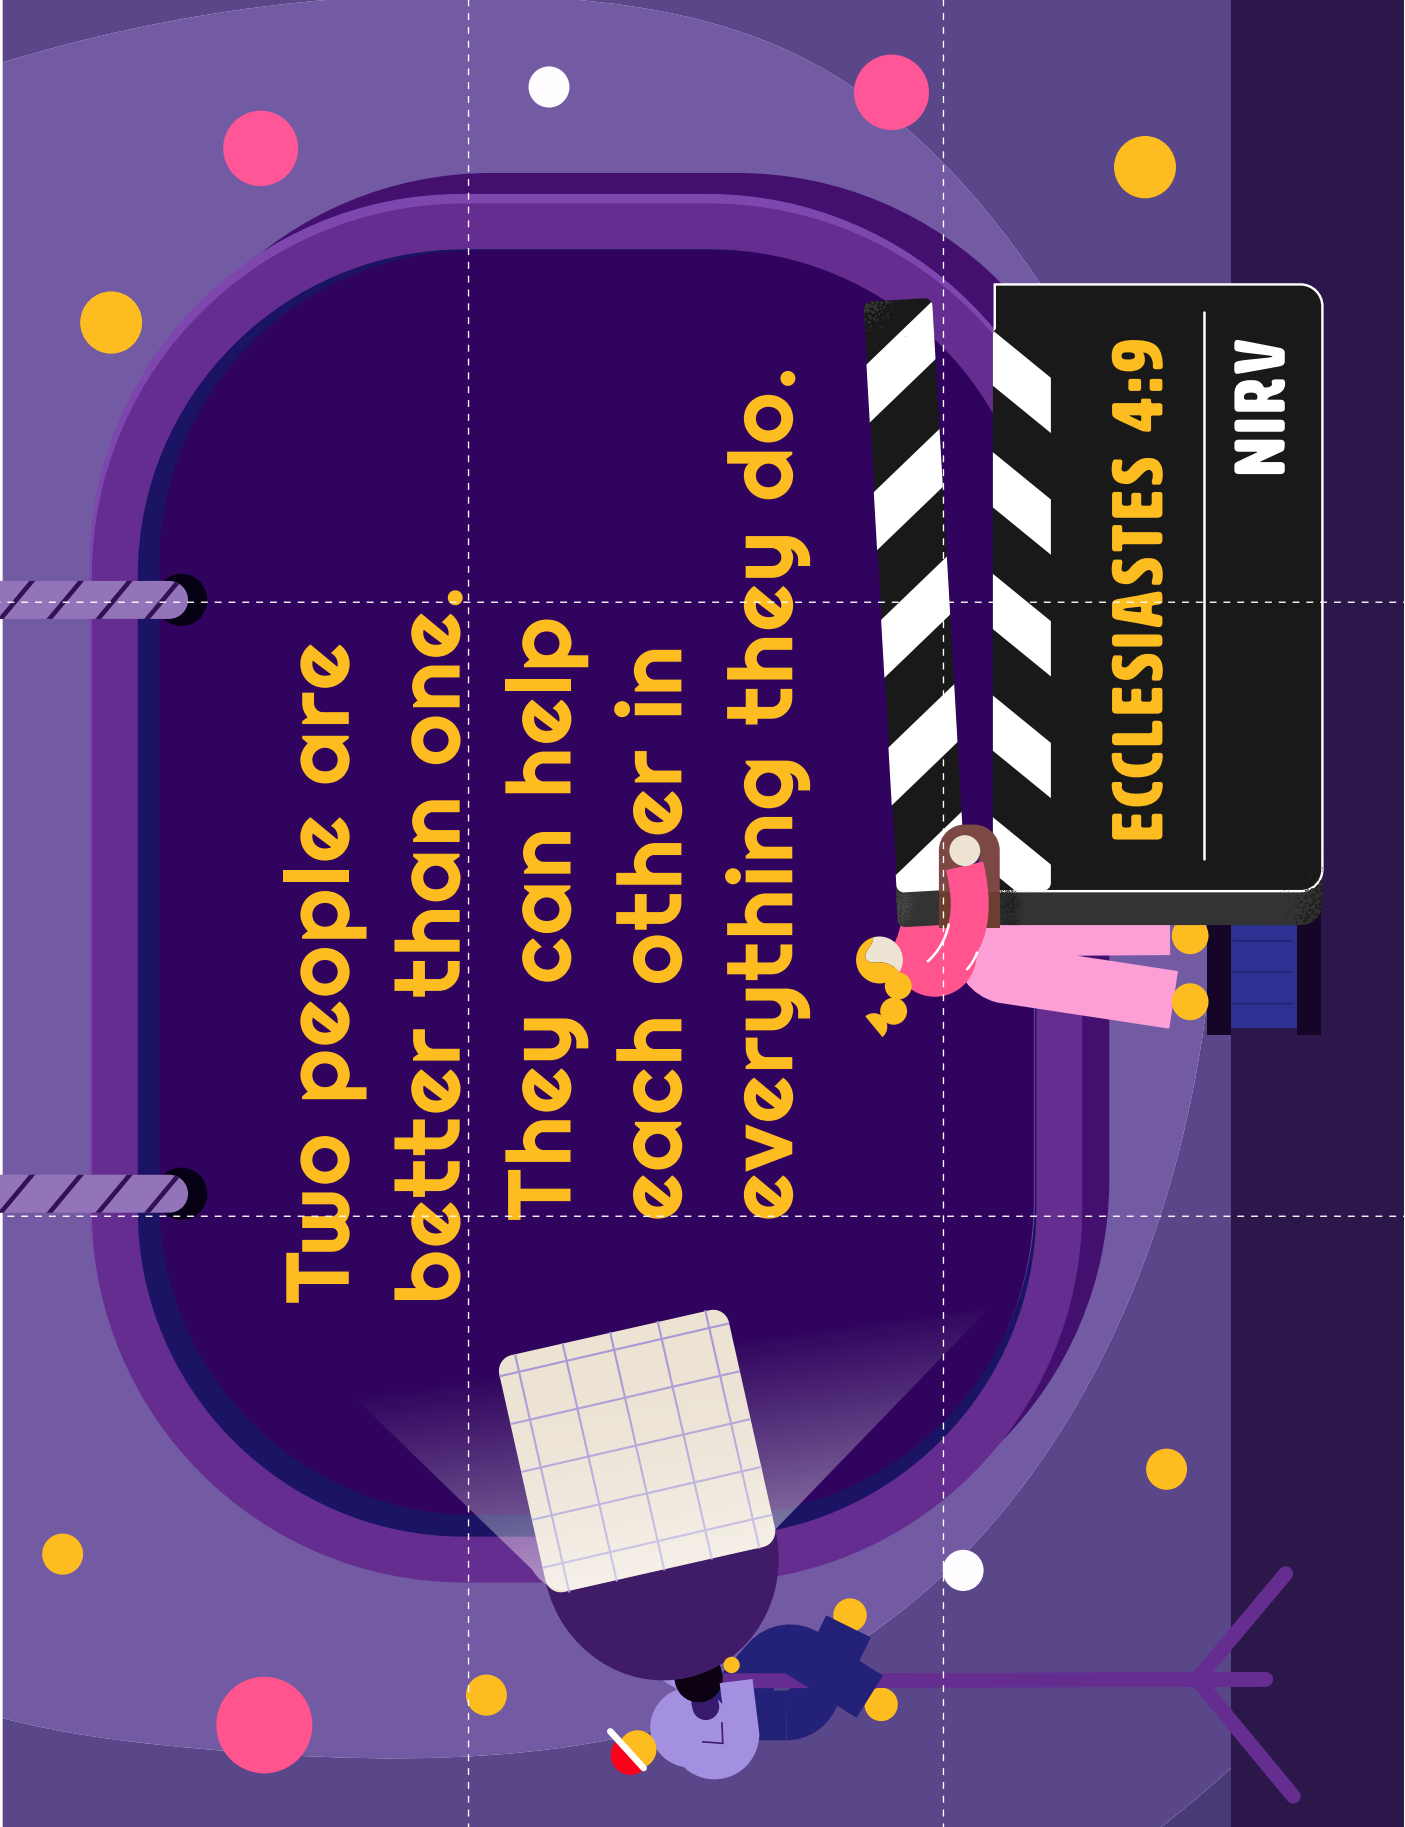 Two people are
better than one.
They can help
each other in
everything they do.
ECCLESIASTES 4:9
NIRV